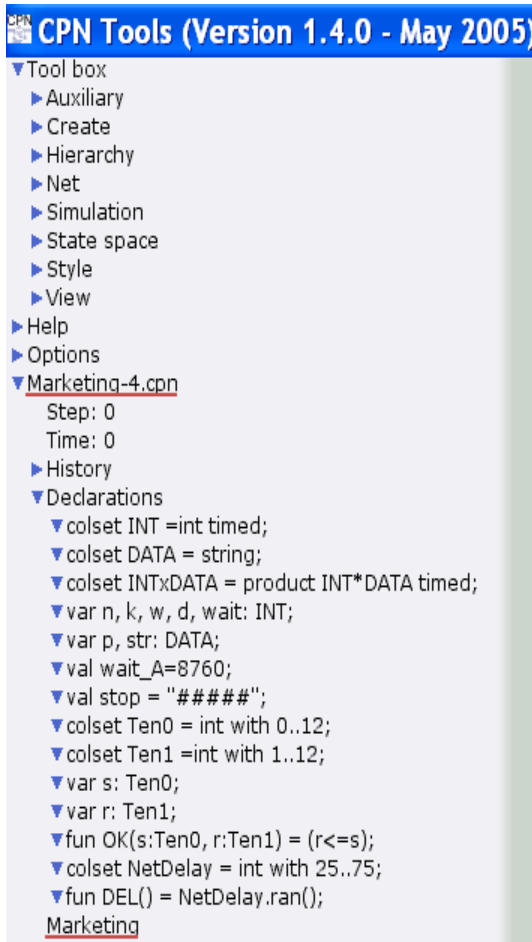 CPN Tools (Version 1.4.0 - May 2005)
Tool box
Auxiliary
Create
Hierarchy
Net
Simulation
State space
Style
View
Help
Options
Marketing-4.cpn
Step: 0
Time: 0
History
Declarations
colset INT =int timed;
colset DATA = string;
colset INTxDATA = product INT*DATA timed;
var n, k, w, d, wait: INT;
var p, str: DATA;
val wait_A=8760;
val stop = "#####";
colset Ten0 = int with 0..12;
colset Ten1 =int with 1..12;
var s: Ten0;
var r: Ten1;
fun OK(s:Ten0, r:Ten1) = (r<=s);
colset NetDelay = int with 25..75;
fun DEL() = NetDelay.ran();
Marketing